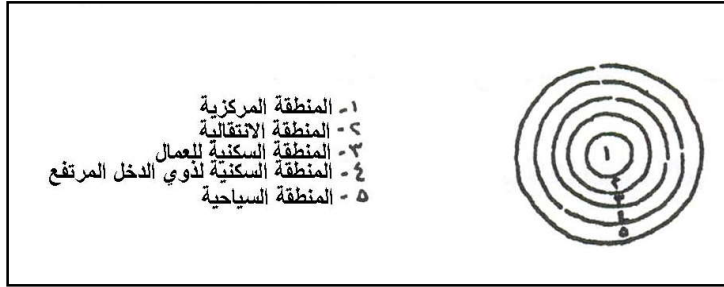 ١- المنطقة المركزية
٢- المنطقة الانتقالية
٣- المنطقة السكنية للعمال
٤- المنطقة السكنية لذوي الدخل المرتفع
٥- المنطقة السياحية
١
٢
٣
٤
٥